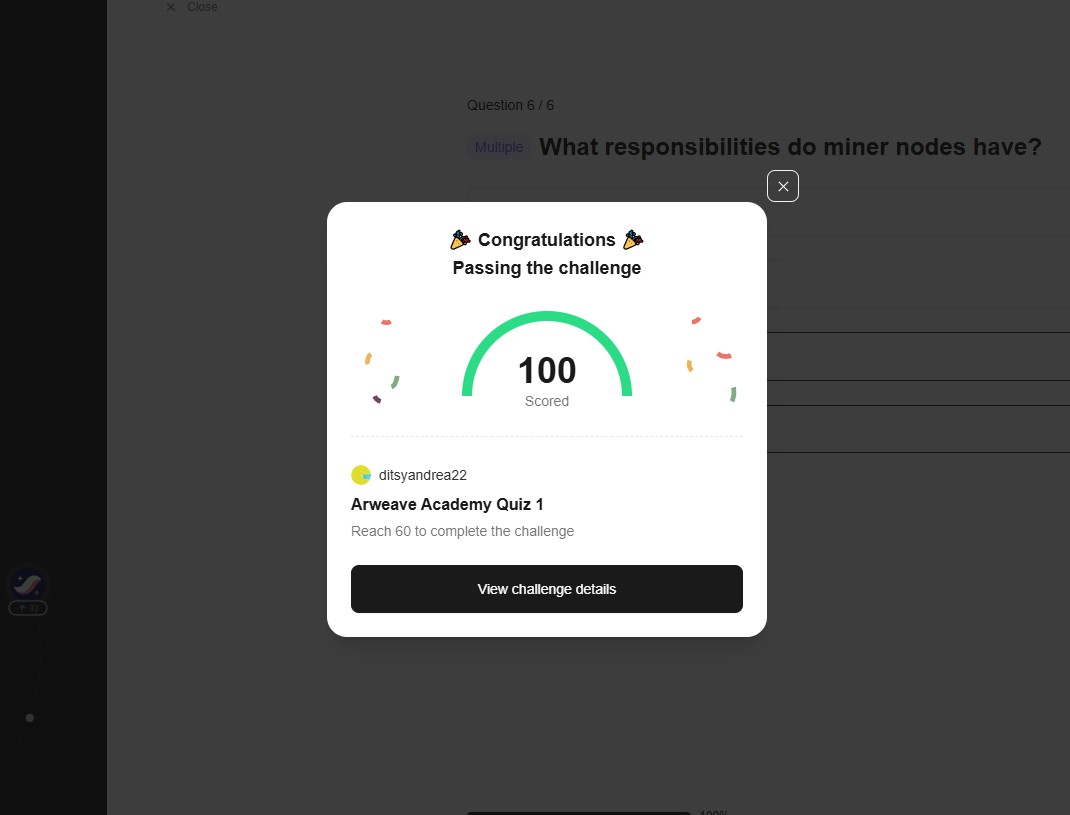 Close
Question 6 / 6
Multiple What responsibilities do miner nodes have?
Congratulations
Passing the challenge
100
Scored
ditsyandrea22
Arweave Academy Quiz 1
Reach 60 to complete the challenge
View challenge details
32
100%